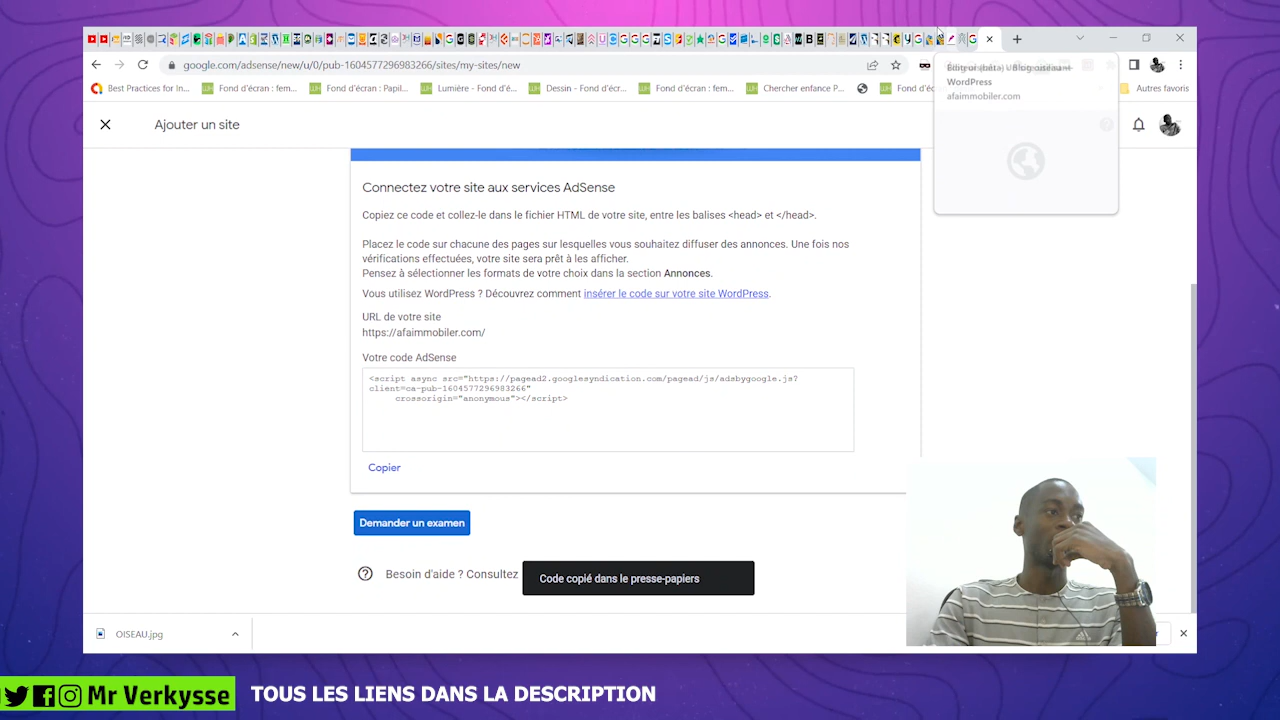 google.com/adsense/new/u/0/pub-1604577296983266/sites/my-sites/new
Best Practices for In...
Fond d'écran : fem...
Fond d'écran : Papil...
Lumière - Fond d'é...
Dessin - Fond d'écr...
Fond d'écran : fem...
Chercher enfance P...
Fond d'éc
Autres favoris
WordPress
afaimmobiler.com
Ajouter un site
Connectez votre site aux services AdSense
Copiez ce code et collez-le dans le fichier HTML de votre site, entre les balises <head> et </head>.
Placez le code sur chacune des pages sur lesquelles vous souhaitez diffuser des annonces. Une fois nos
vérifications effectuées, votre site sera prêt à les afficher.
Pensez à sélectionner les formats de votre choix dans la section Annonces.
Vous utilisez WordPress ? Découvrez comment insérer le code sur votre site WordPress.
URL de votre site
https://afaimmobiler.com/
Votre code AdSense
<script async src="https://pagead2.googlesyndication.com/pagead/js/adsbygoogle.js?
client=ca-pub-1604577296983266"
crossorigin="anonymous"></script>
Copier
Demander un examen
Besoin d'aide ? Consultez
Code copié dans le presse-papiers
OISEAU.jpg
Mr Verkysse
TOUS LES LIENS DANS LA DESCRIPTION